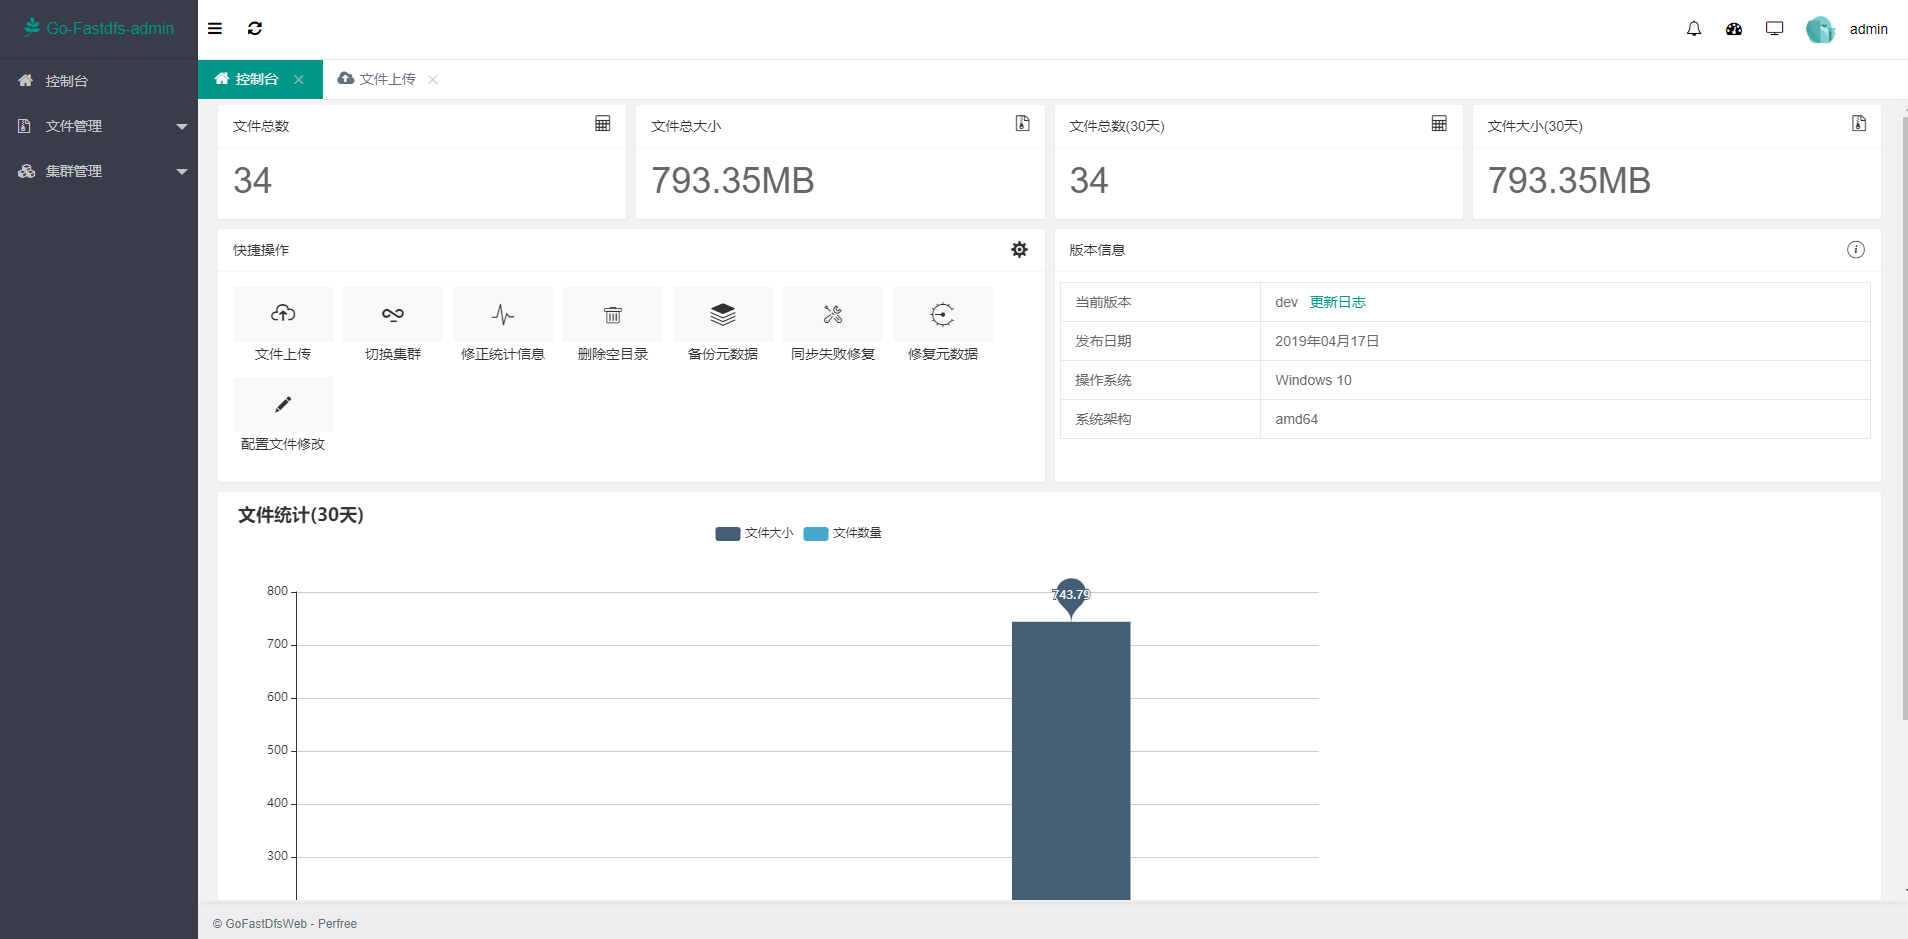 Go-Fastdfs-admin
admin
控制台
文件管理
集群管理
控制台
文件上传
文件总数
34
文件总大小
793.35MB
文件总数(30天)
34
文件大小(30天)
793.35MB
快捷操作
文件上传
切换集群
修正统计信息
删除空目录
备份元数据
同步失败修复
修复元数据
配置文件修改
版本信息
当前版本 dev 更新日志
发布日期 2019年04月17日
操作系统 Windows 10
系统架构 amd64
文件统计(30天)
文件大小 文件数量
800
743.79
700
600
500
400
300
© GoFastDfsWeb - Perfree